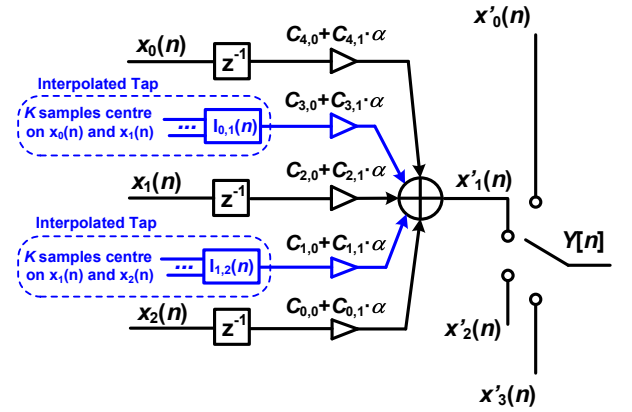 x₀(n)
z⁻¹
C₄,₀+C₄,₁·α
x'₀(n)
Interpolated Tap
K samples centre
on x₀(n) and x₁(n)
...
I₀,₁(n)
C₃,₀+C₃,₁·α
x₁(n)
z⁻¹
C₂,₀+C₂,₁·α
x'₁(n)
Interpolated Tap
K samples centre
on x₁(n) and x₂(n)
...
I₁,₂(n)
C₁,₀+C₁,₁·α
Y[n]
x₂(n)
z⁻¹
C₀,₀+C₀,₁·α
x'₂(n)
x'₃(n)